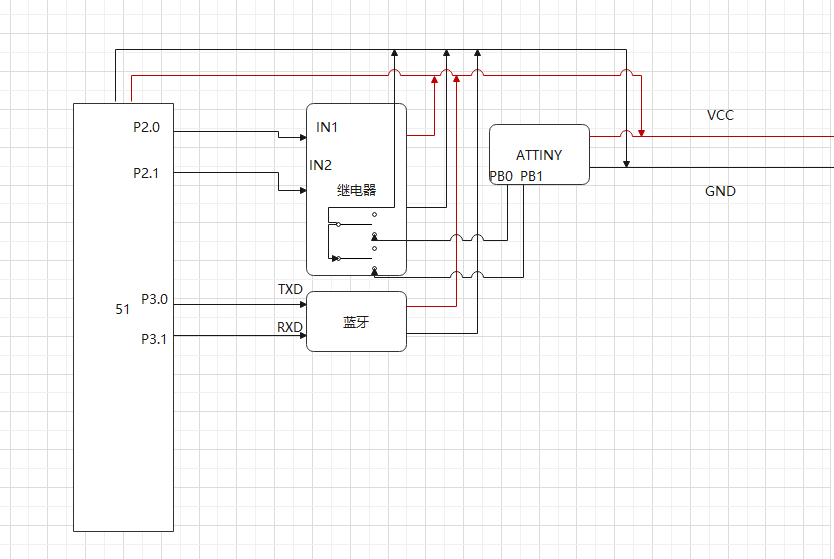 VCC
P2.0
IN1
ATTINY
IN2
P2.1
PB0 PB1
继电器
GND
TXD
P3.0
51
蓝牙
RXD
P3.1